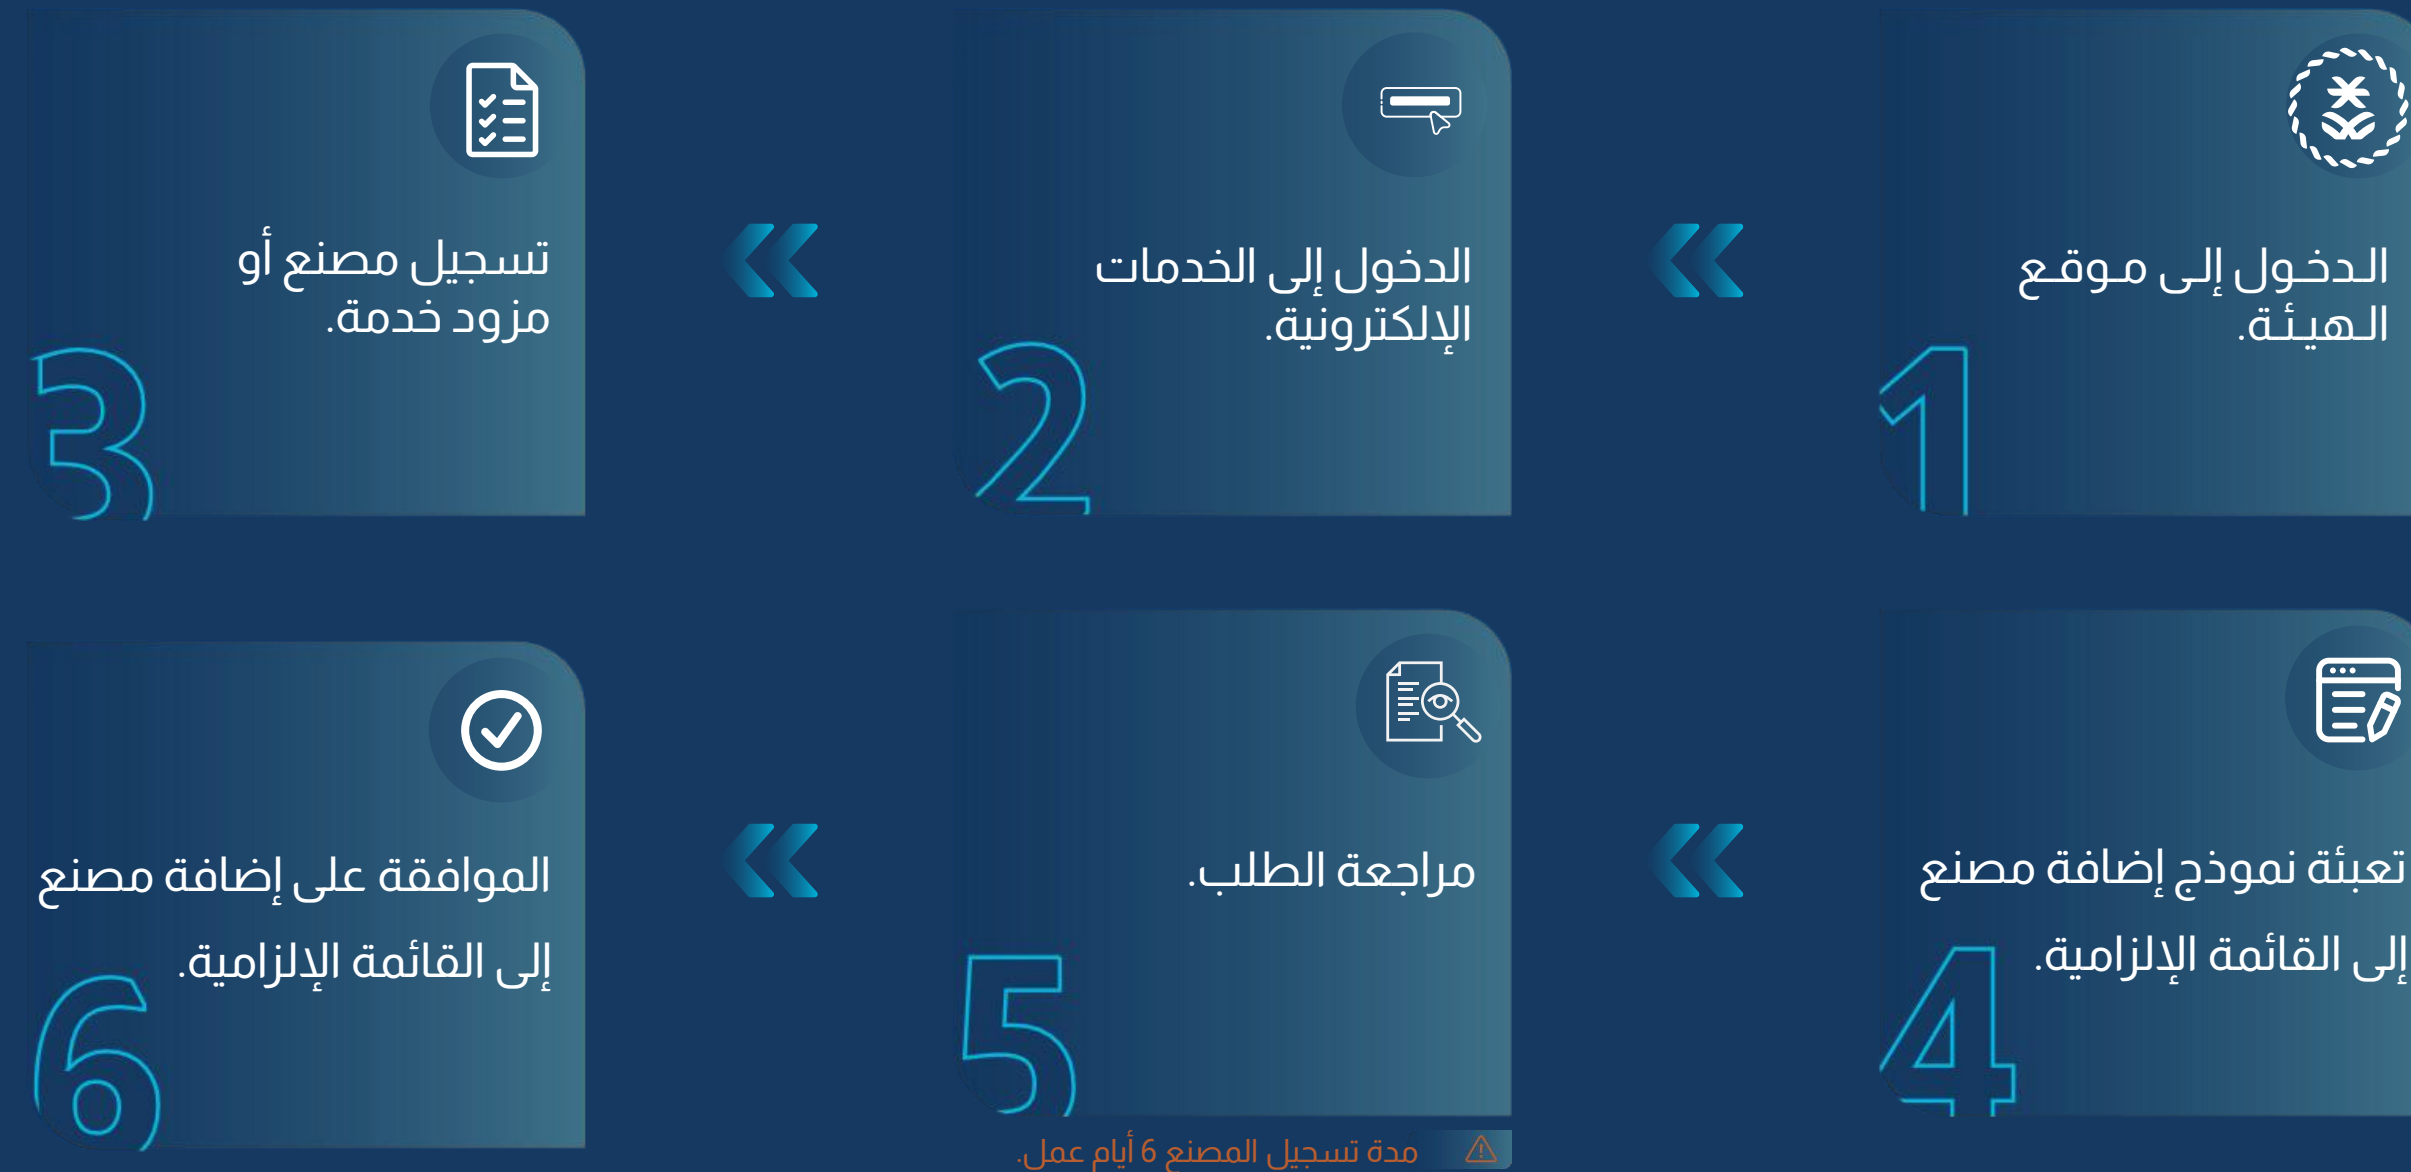 الدخول إلى موقع
الهيئة.
1
الدخول إلى الخدمات
الإلكترونية.
2
تسجيل مصنع أو
مزود خدمة.
3
تعبئة نموذج إضافة مصنع
إلى القائمة الإلزامية.
4
مراجعة الطلب.
5
مدة تسجيل المصنع 6 أيام عمل.
الموافقة على إضافة مصنع
إلى القائمة الإلزامية.
6